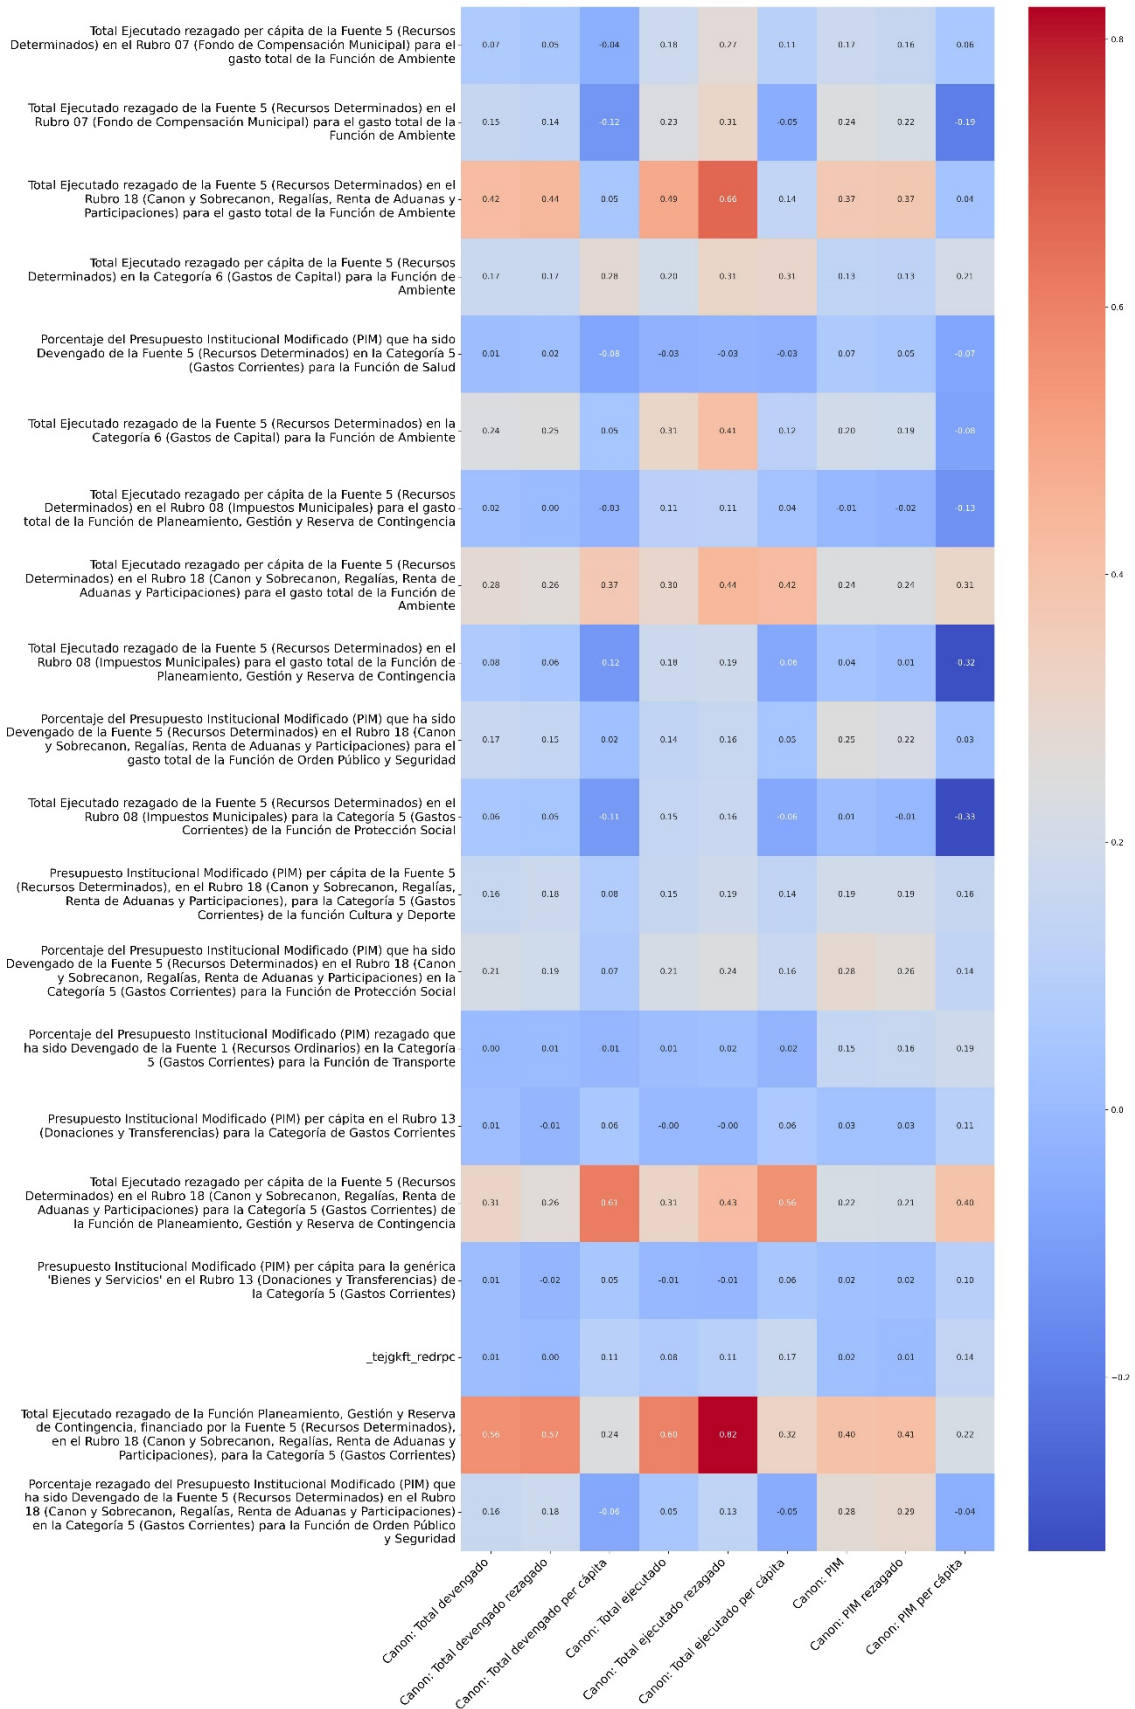 Total Ejecutado rezagado per cápita de la Fuente 5 (Recursos
Determinados) en el Rubro 07 (Fondo de Compensación Municipal) para el
gasto total de la Función de Ambiente
0.07 0.05 -0.04 0.18 0.27 0.11 0.17 0.16 0.06
Total Ejecutado rezagado de la Fuente 5 (Recursos Determinados) en el
Rubro 07 (Fondo de Compensación Municipal) para el gasto total de la
Función de Ambiente
0.15 0.14 -0.12 0.23 0.31 -0.05 0.24 0.22 -0.19
Total Ejecutado rezagado de la Fuente 5 (Recursos Determinados) en el
Rubro 18 (Canon y Sobrecanon, Regalías, Renta de Aduanas y
Participaciones) para el gasto total de la Función de Ambiente
0.42 0.44 0.05 0.49 0.66 0.14 0.37 0.37 0.04
Total Ejecutado rezagado per cápita de la Fuente 5 (Recursos
Determinados) en la Categoría 6 (Gastos de Capital) para la Función de
Ambiente
0.17 0.17 0.28 0.20 0.31 0.31 0.13 0.13 0.21
Porcentaje del Presupuesto Institucional Modificado (PIM) que ha sido
Devengado de la Fuente 5 (Recursos Determinados) en la Categoría 5
(Gastos Corrientes) para la Función de Salud
0.01 0.02 -0.08 -0.03 -0.03 -0.03 0.07 0.05 -0.07
Total Ejecutado rezagado de la Fuente 5 (Recursos Determinados) en la
Categoría 6 (Gastos de Capital) para la Función de Ambiente
0.24 0.25 0.05 0.31 0.41 0.12 0.20 0.19 -0.08
Total Ejecutado rezagado per cápita de la Fuente 5 (Recursos
Determinados) en el Rubro 08 (Impuestos Municipales) para el gasto
total de la Función de Planeamiento, Gestión y Reserva de Contingencia
0.02 0.00 -0.03 0.11 0.11 0.04 -0.01 -0.02 -0.13
Total Ejecutado rezagado per cápita de la Fuente 5 (Recursos
Determinados) en el Rubro 18 (Canon y Sobrecanon, Regalías, Renta de
Aduanas y Participaciones) para el gasto total de la Función de
Ambiente
0.28 0.26 0.37 0.30 0.44 0.42 0.24 0.24 0.31
Total Ejecutado rezagado de la Fuente 5 (Recursos Determinados) en el
Rubro 08 (Impuestos Municipales) para el gasto total de la Función de
Planeamiento, Gestión y Reserva de Contingencia
0.08 0.06 -0.12 0.18 0.19 -0.06 0.04 0.01 -0.32
Porcentaje del Presupuesto Institucional Modificado (PIM) que ha sido
Devengado de la Fuente 5 (Recursos Determinados) en el Rubro 18 (Canon
y Sobrecanon, Regalías, Renta de Aduanas y Participaciones) para el
gasto total de la Función de Orden Público y Seguridad
0.17 0.15 0.02 0.14 0.16 0.05 0.25 0.22 0.03
Total Ejecutado rezagado de la Fuente 5 (Recursos Determinados) en el
Rubro 08 (Impuestos Municipales) para la Categoría 5 (Gastos
Corrientes) de la Función de Protección Social
0.06 0.05 -0.11 0.15 0.16 -0.06 0.01 -0.01 -0.33
Presupuesto Institucional Modificado (PIM) per cápita de la Fuente 5
(Recursos Determinados), en el Rubro 18 (Canon y Sobrecanon, Regalías,
Renta de Aduanas y Participaciones), para la Categoría 5 (Gastos
Corrientes) de la función Cultura y Deporte
0.16 0.18 0.08 0.15 0.19 0.14 0.19 0.19 0.16
Porcentaje del Presupuesto Institucional Modificado (PIM) que ha sido
Devengado de la Fuente 5 (Recursos Determinados) en el Rubro 18 (Canon
y Sobrecanon, Regalías, Renta de Aduanas y Participaciones) en la
Categoría 5 (Gastos Corrientes) para la Función de Protección Social
0.21 0.19 0.07 0.21 0.24 0.16 0.28 0.26 0.14
Porcentaje del Presupuesto Institucional Modificado (PIM) rezagado que
ha sido Devengado de la Fuente 1 (Recursos Ordinarios) en la Categoría
5 (Gastos Corrientes) para la Función de Transporte
0.00 0.01 -0.01 0.01 0.02 -0.02 0.15 0.16 0.19
Presupuesto Institucional Modificado (PIM) per cápita en el Rubro 13
(Donaciones y Transferencias) para la Categoría de Gastos Corrientes
0.01 -0.01 0.06 -0.00 -0.00 0.06 0.03 0.03 0.11
Total Ejecutado rezagado per cápita de la Fuente 5 (Recursos
Determinados) en el Rubro 18 (Canon y Sobrecanon, Regalías, Renta de
Aduanas y Participaciones) para la Categoría 5 (Gastos Corrientes) de
la Función de Planeamiento, Gestión y Reserva de Contingencia
0.31 0.26 0.61 0.31 0.43 0.56 0.22 0.21 0.40
Presupuesto Institucional Modificado (PIM) per cápita para la genérica
'Bienes y Servicios' en el Rubro 13 (Donaciones y Transferencias) de
la Categoría 5 (Gastos Corrientes)
0.01 -0.02 0.05 -0.01 -0.01 0.06 0.02 0.02 0.10
_tejgkft_redrpc
0.01 0.00 0.11 0.08 0.11 0.17 0.02 0.01 0.14
Total Ejecutado rezagado de la Función Planeamiento, Gestión y Reserva
de Contingencia, financiado por la Fuente 5 (Recursos Determinados),
en el Rubro 18 (Canon y Sobrecanon, Regalías, Renta de Aduanas y
Participaciones), para la Categoría 5 (Gastos Corrientes)
0.56 0.57 0.24 0.60 0.82 0.32 0.40 0.41 0.22
Porcentaje rezagado del Presupuesto Institucional Modificado (PIM) que
ha sido Devengado de la Fuente 5 (Recursos Determinados) en el Rubro
18 (Canon y Sobrecanon, Regalías, Renta de Aduanas y Participaciones)
en la Categoría 5 (Gastos Corrientes) para la Función de Orden Público
y Seguridad
0.16 0.18 -0.06 0.05 0.13 -0.05 0.28 0.29 -0.04
Canon: Total devengado
Canon: Total devengado rezagado
Canon: Total devengado per cápita
Canon: Total ejecutado
Canon: Total ejecutado rezagado
Canon: Total ejecutado per cápita
Canon: PIM
Canon: PIM rezagado
Canon: PIM per cápita
0.8
0.6
0.4
0.2
0.0
-0.2